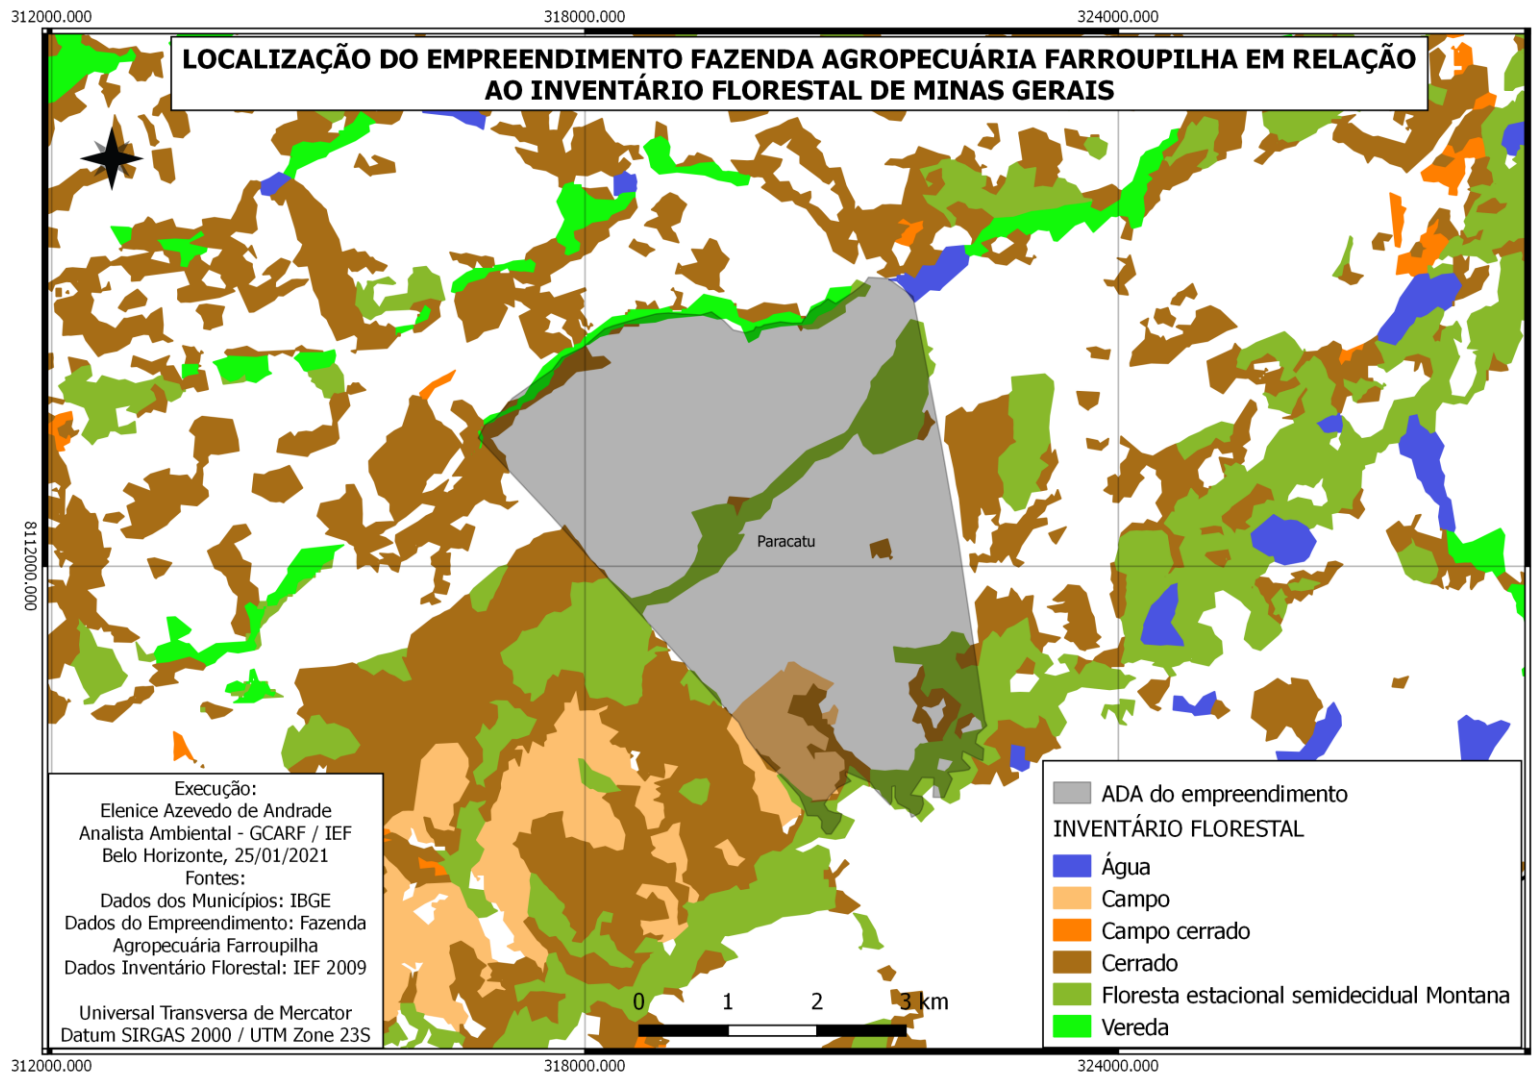 312000.000
318000.000
324000.000
LOCALIZAÇÃO DO EMPREENDIMENTO FAZENDA AGROPECUÁRIA FARROUPILHA EM RELAÇÃO
AO INVENTÁRIO FLORESTAL DE MINAS GERAIS
8112000.000
Paracatu
Execução:
Elenice Azevedo de Andrade
Analista Ambiental - GCARF / IEF
Belo Horizonte, 25/01/2021
Fontes:
Dados dos Municípios: IBGE
Dados do Empreendimento: Fazenda
Agropecuária Farroupilha
Dados Inventário Florestal: IEF 2009
Universal Transversa de Mercator
Datum SIRGAS 2000 / UTM Zone 23S
0 1 2 3 km
ADA do empreendimento
INVENTÁRIO FLORESTAL
Água
Campo
Campo cerrado
Cerrado
Floresta estacional semidecidual Montana
Vereda
312000.000
318000.000
324000.000